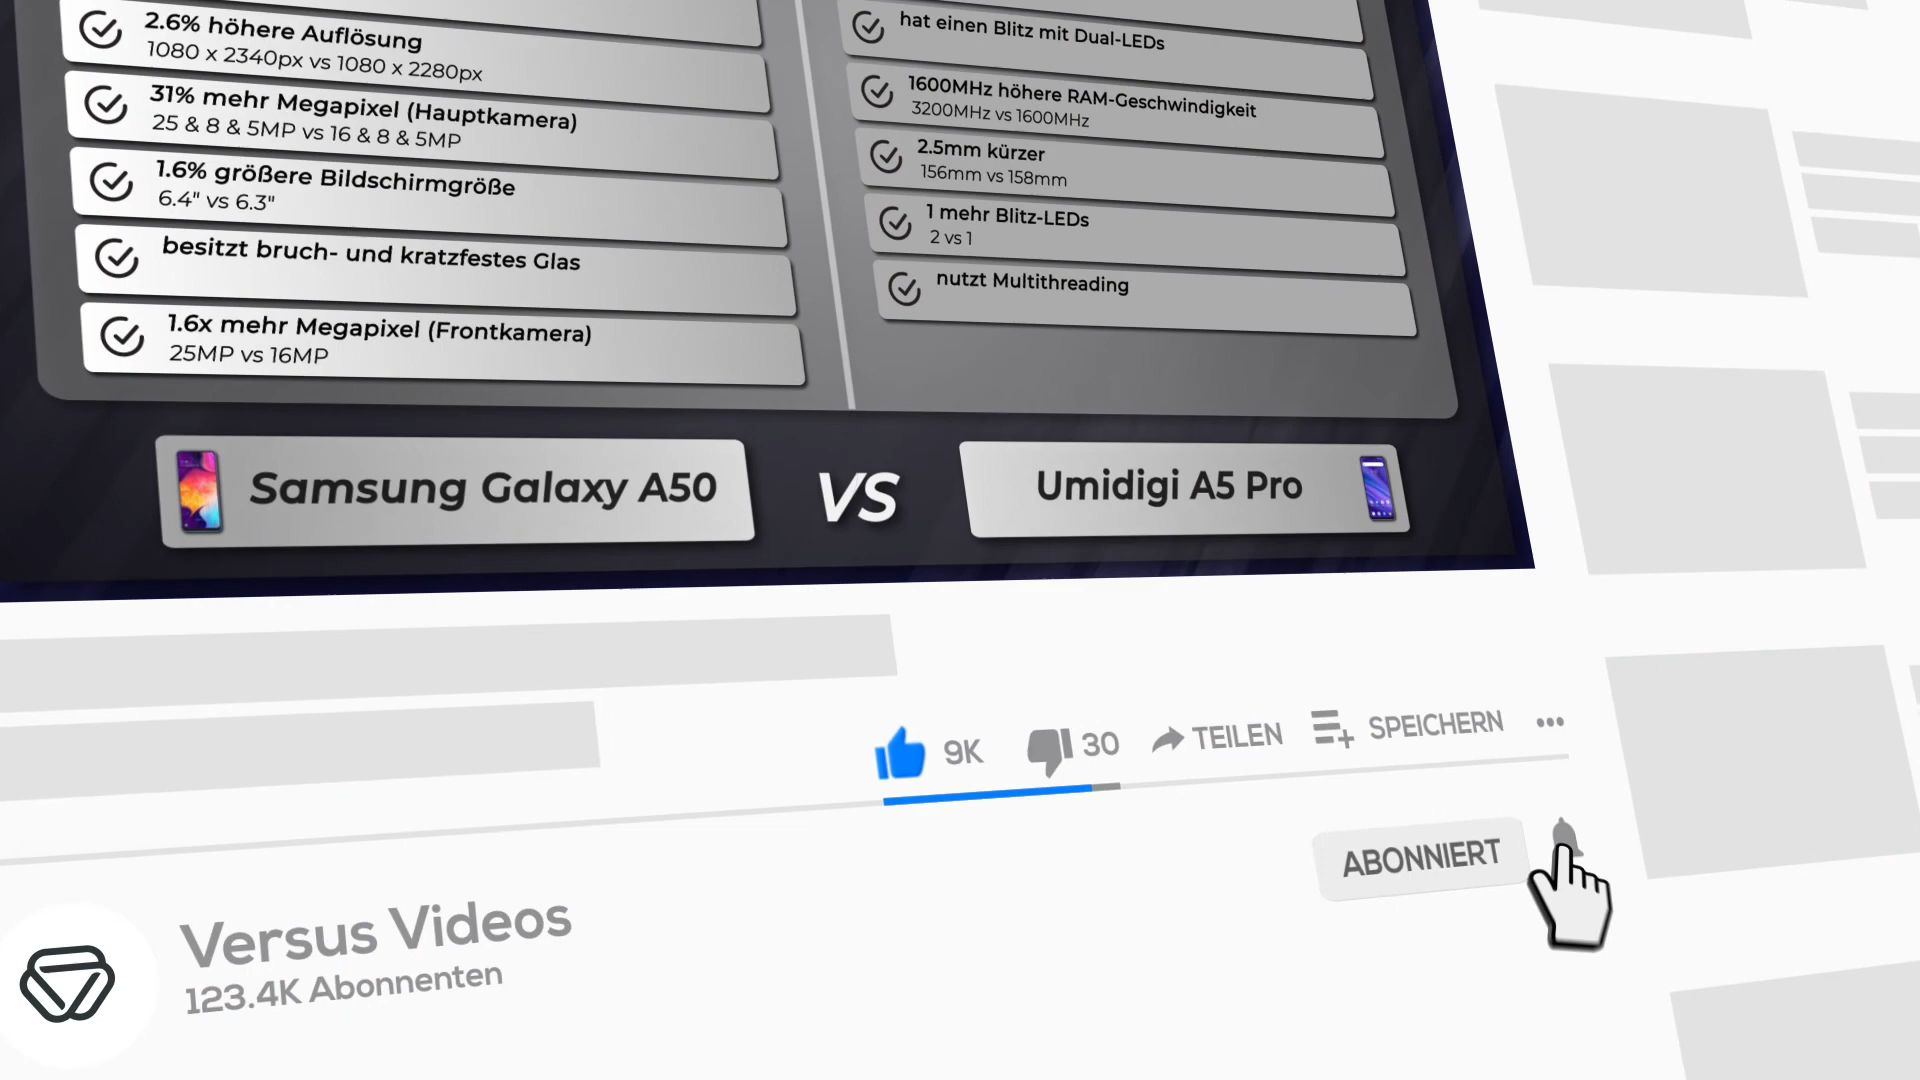 2.6% höhere Auflösung
1080 x 2340px vs 1080 x 2280px
31% mehr Megapixel (Hauptkamera)
25 & 8 & 5MP vs 16 & 8 & 5MP
1.6% größere Bildschirmgröße
6.4" vs 6.3"
besitzt bruch- und kratzfestes Glas
1.6x mehr Megapixel (Frontkamera)
25MP vs 16MP
hat einen Blitz mit Dual-LEDs
1600MHz höhere RAM-Geschwindigkeit
3200MHz vs 1600MHz
2.5mm kürzer
156mm vs 158mm
1 mehr Blitz-LEDs
2 vs 1
nutzt Multithreading
Samsung Galaxy A50
VS
Umidigi A5 Pro
9K
30
TEILEN
SPEICHERN
ABONNIERT
Versus Videos
123.4K Abonnenten